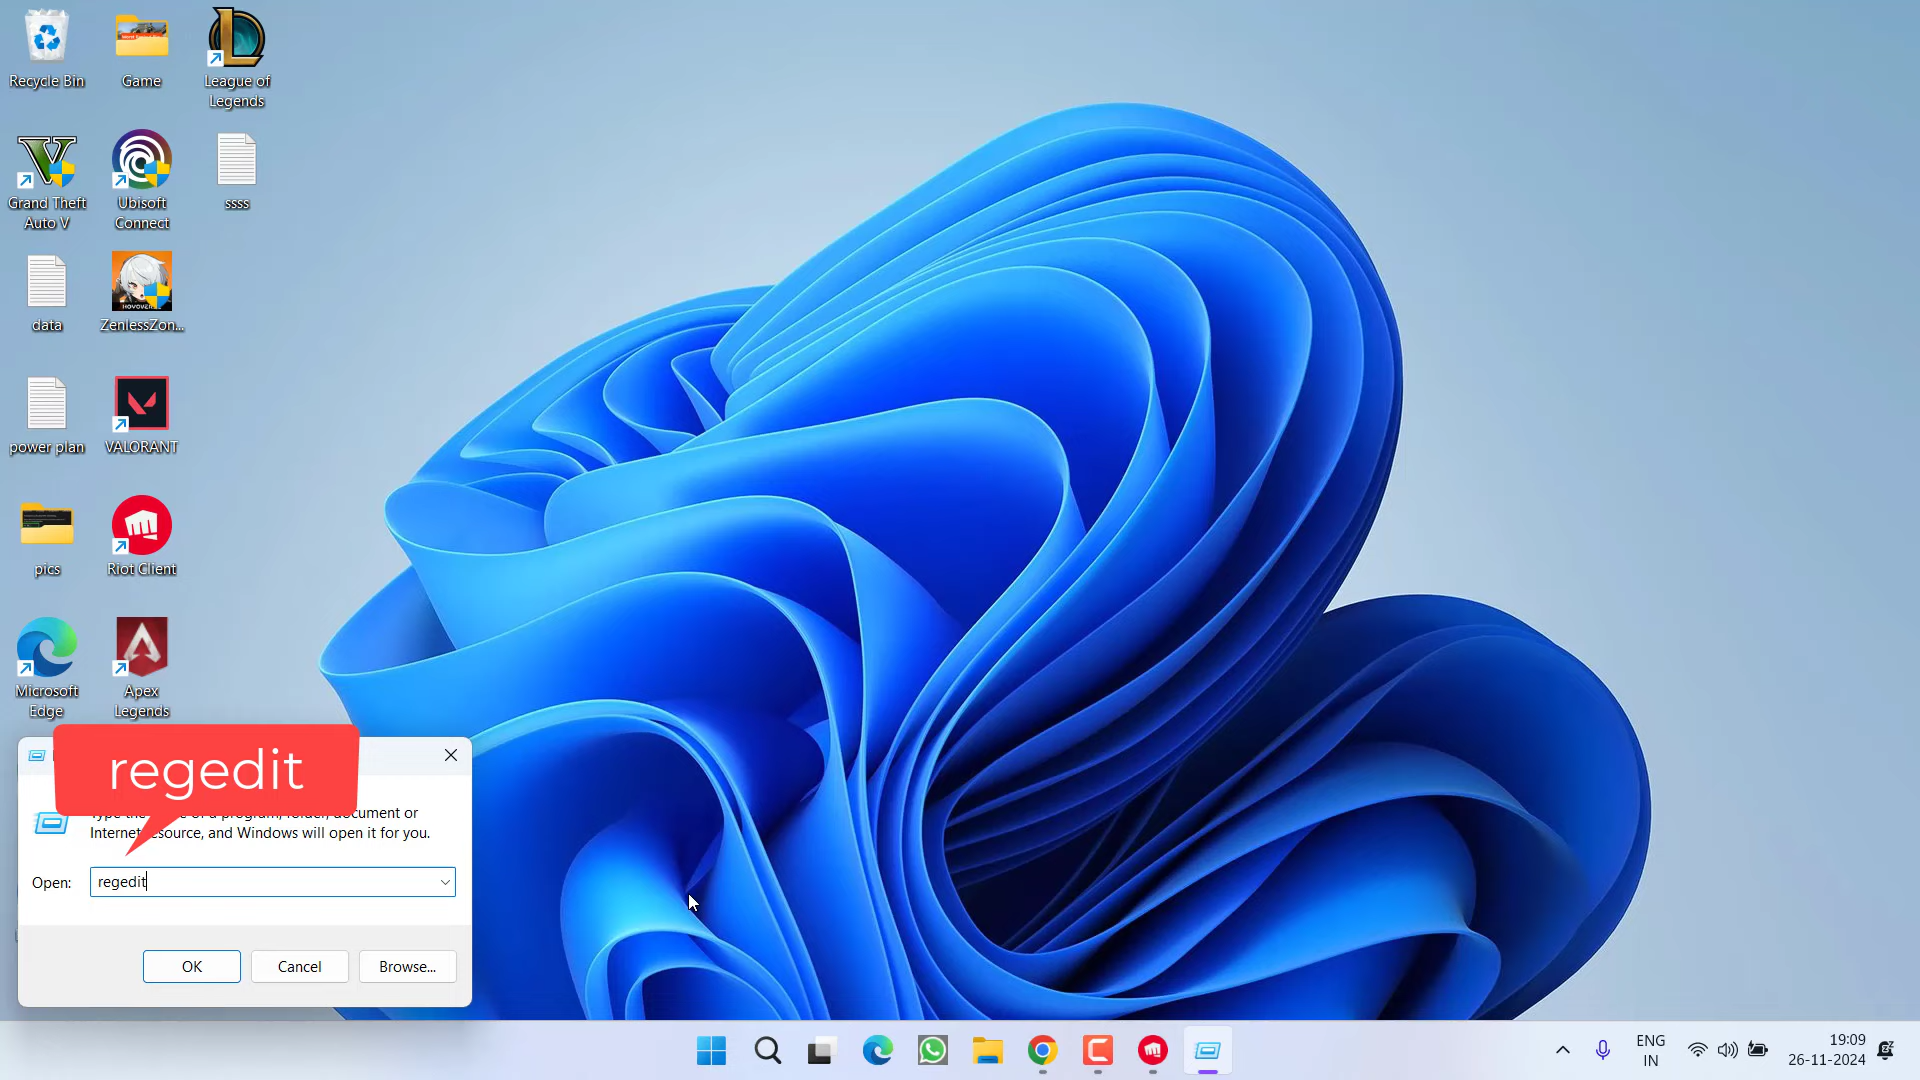 Recycle Bin
Game
League of
Legends
Grand Theft
Auto V
Ubisoft
Connect
ssss
data
HOYOVERSE
ZenlessZon...
power plan
VALORANT
pics
Riot Client
Microsoft
Edge
Apex
Legends
regedit
Type the of a program, folder, document or
Internet resource, and Windows will open it for you.
Open:
regedit
OK
Cancel
Browse...
ENG
IN
19:09
26-11-2024